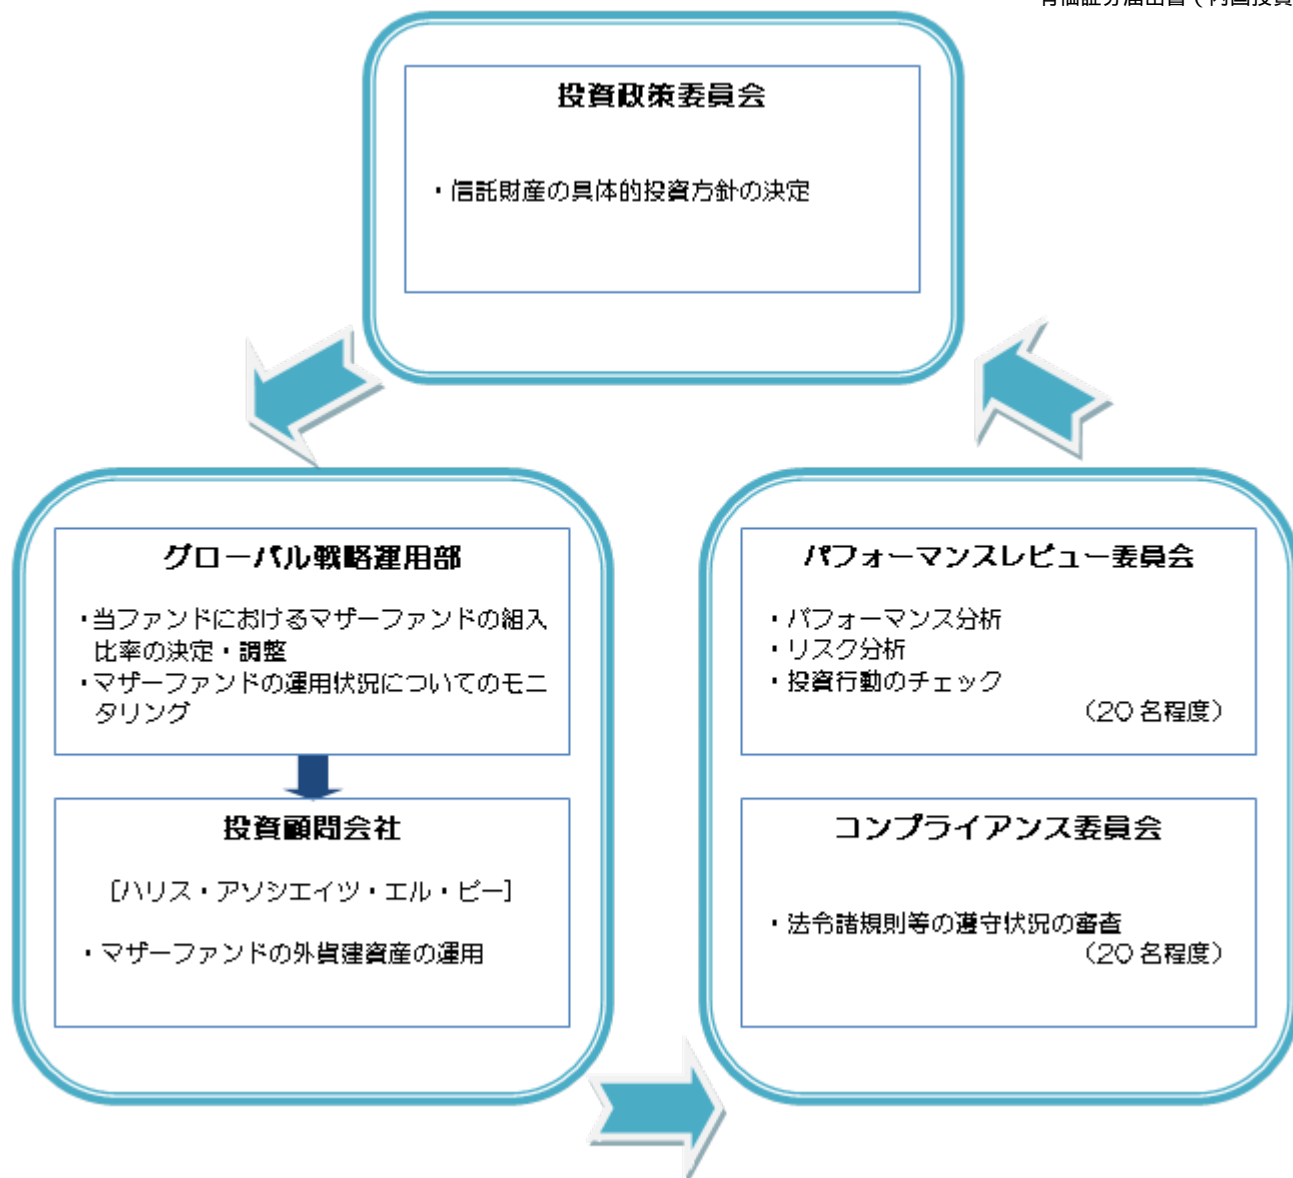 投資政策委員会
・信託財産の具体的投資方針の決定
グローバル戦略運用部
・当ファンドにおけるマザーファンドの組入
比率の決定・調整
・マザーファンドの運用状況についてのモニ
タリング
投資顧問会社
［ハリス・アソシエイツ・エル・ピー］
・マザーファンドの外貨建資産の運用
パフォーマンスレビュー委員会
・パフォーマンス分析
・リスク分析
・投資行動のチェック
（20 名程度）
コンプライアンス委員会
・法令諸規則等の遵守状況の審査
（20 名程度）